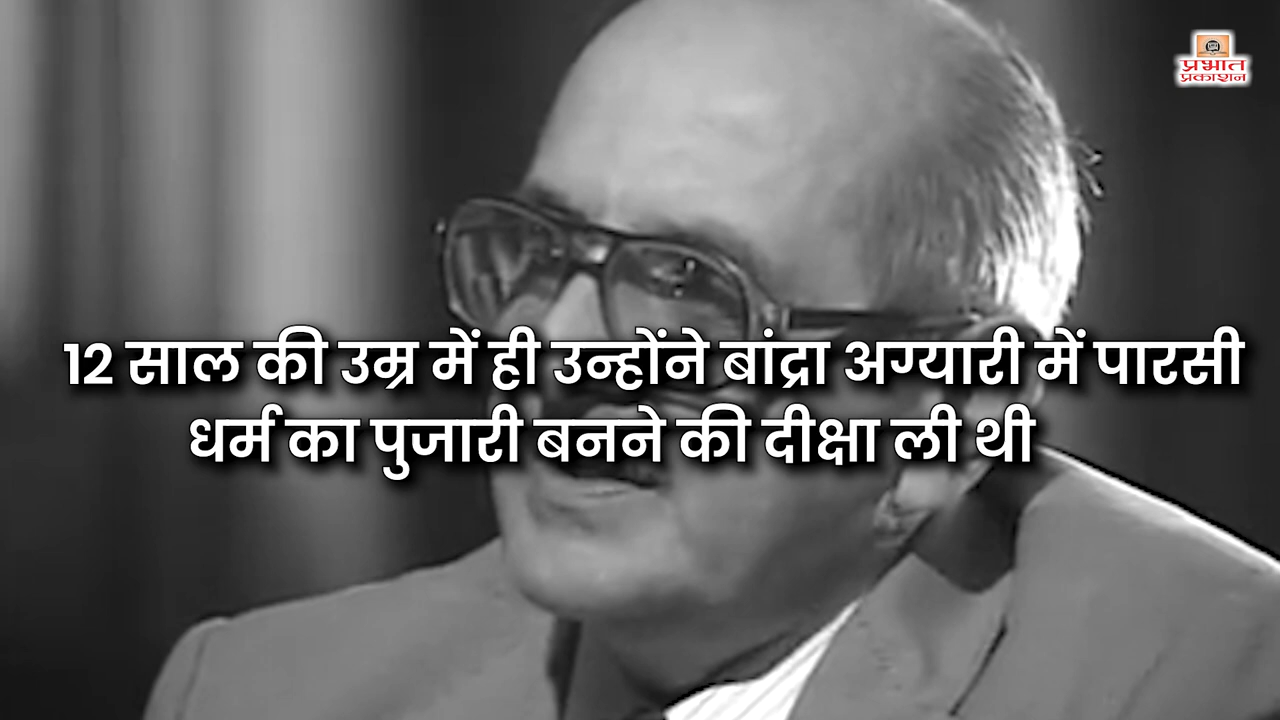 प्रभात
प्रकाशन
12 साल की उम्र में ही उन्होंने बांद्रा अग्यारी में पारसी
धर्म का पुजारी बनने की दीक्षा ली थी